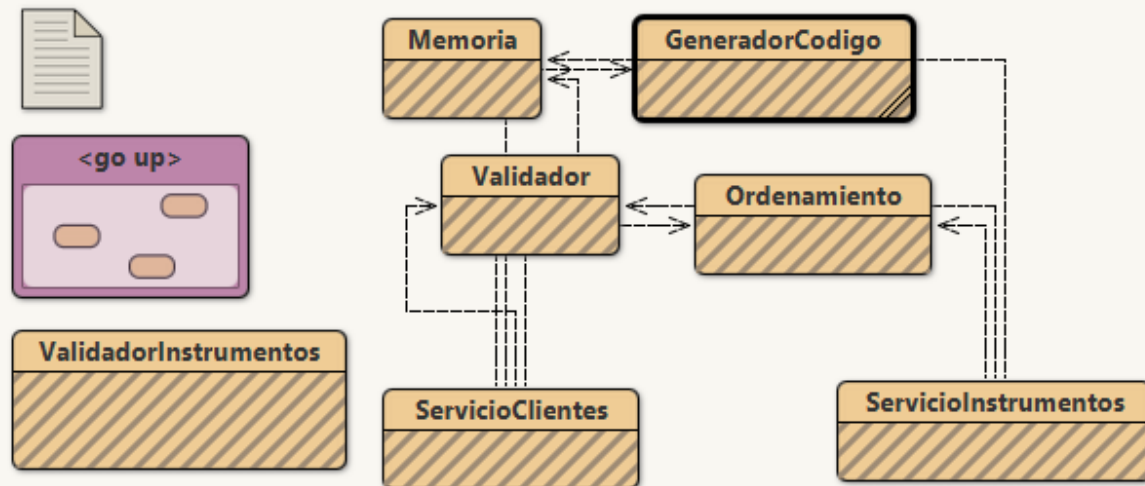 Memoria
GeneradorCodigo
<go up>
Validador
Ordenamiento
ValidadorInstrumentos
ServicioClientes
ServicioInstrumentos